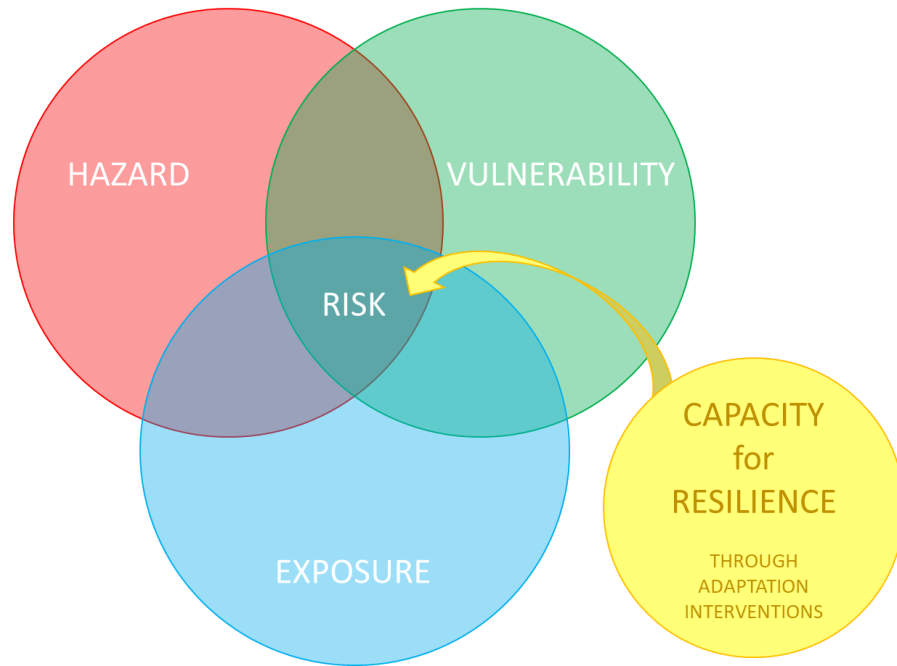 HAZARD
VULNERABILITY
RISK
EXPOSURE
CAPACITY
for
RESILIENCE
THROUGH
ADAPTATION
INTERVENTIONS